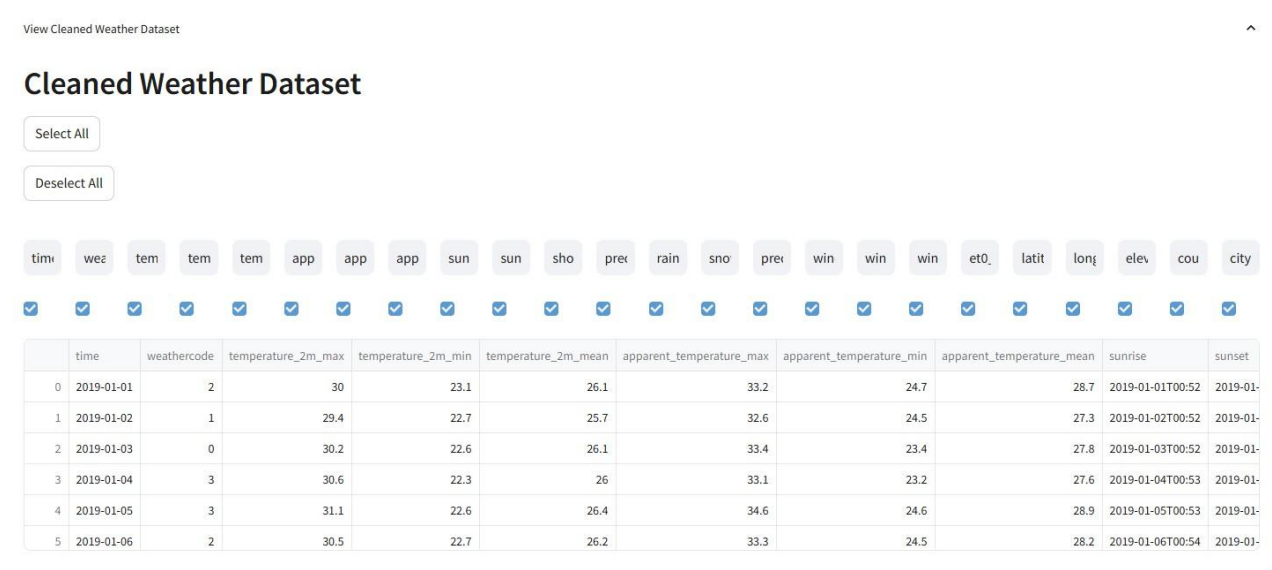 View Cleaned Weather Dataset
Cleaned Weather Dataset
Select All
Deselect All
time wea tem tem tem app app app sun sun sho prec rain sno prec win win win et0_ latit long elev cou city
time weathercode temperature_2m_max temperature_2m_min temperature_2m_mean apparent_temperature_max apparent_temperature_min apparent_temperature_mean sunrise sunset
0 2019-01-01 2 30 23.1 26.1 33.2 24.7 28.7 2019-01-01T00:52 2019-01-
1 2019-01-02 1 29.4 22.7 25.7 32.6 24.5 27.3 2019-01-02T00:52 2019-01-
2 2019-01-03 0 30.2 22.6 26.1 33.4 23.4 27.8 2019-01-03T00:52 2019-01-
3 2019-01-04 3 30.6 22.3 26 33.1 23.2 27.6 2019-01-04T00:53 2019-01-
4 2019-01-05 3 31.1 22.6 26.4 34.6 24.6 28.9 2019-01-05T00:53 2019-01-
5 2019-01-06 2 30.5 22.7 26.2 33.3 24.5 28.2 2019-01-06T00:54 2019-01-